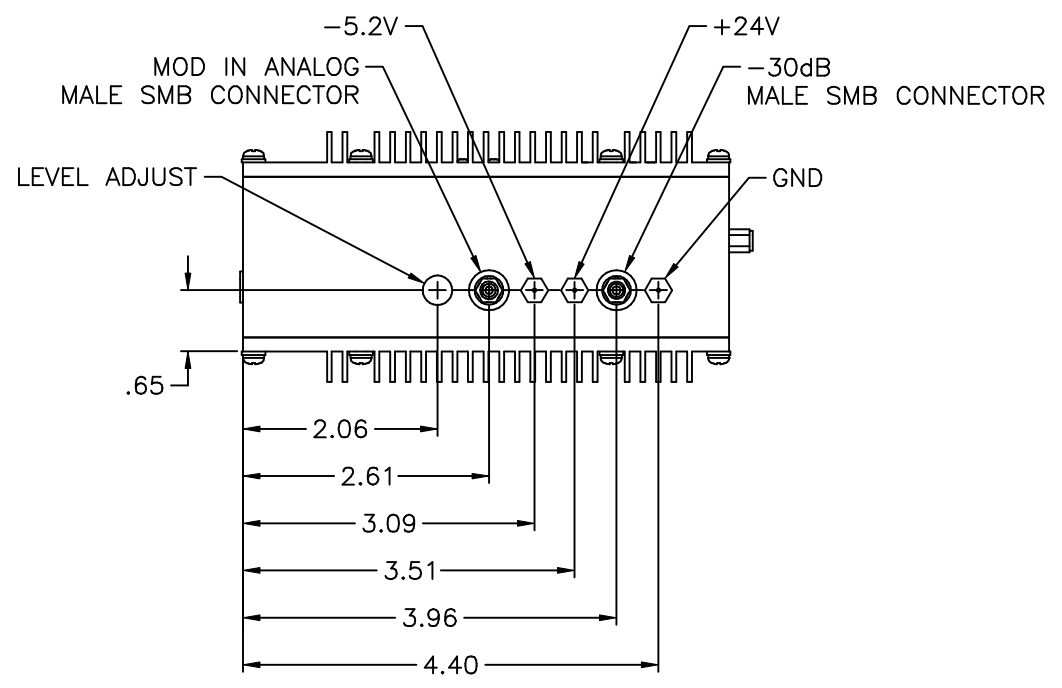 -5.2V
+24V
MOD IN ANALOG
MALE SMB CONNECTOR
-30dB
MALE SMB CONNECTOR
LEVEL ADJUST
GND
.65
2.06
2.61
3.09
3.51
3.96
4.40